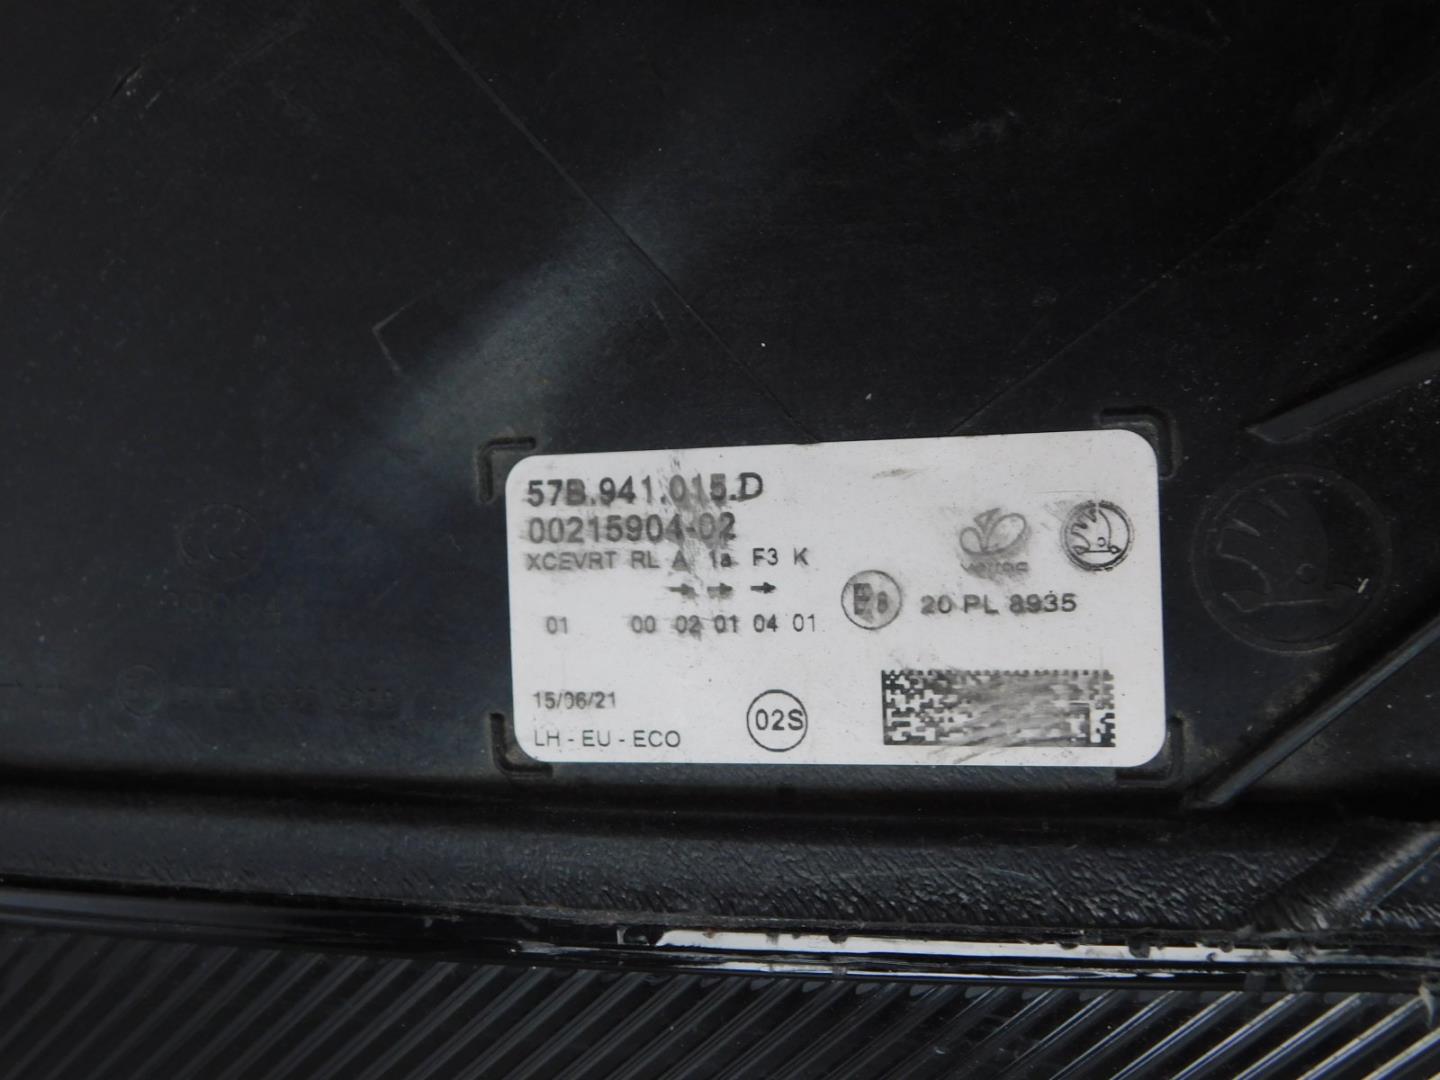 57B.941.015.D
00215904-02
XCEVRT RL A 1a F3 K
→ → →
01 00 02 01 04 01
E8 20 PL 8935
15/06/21
02S
LH - EU - ECO